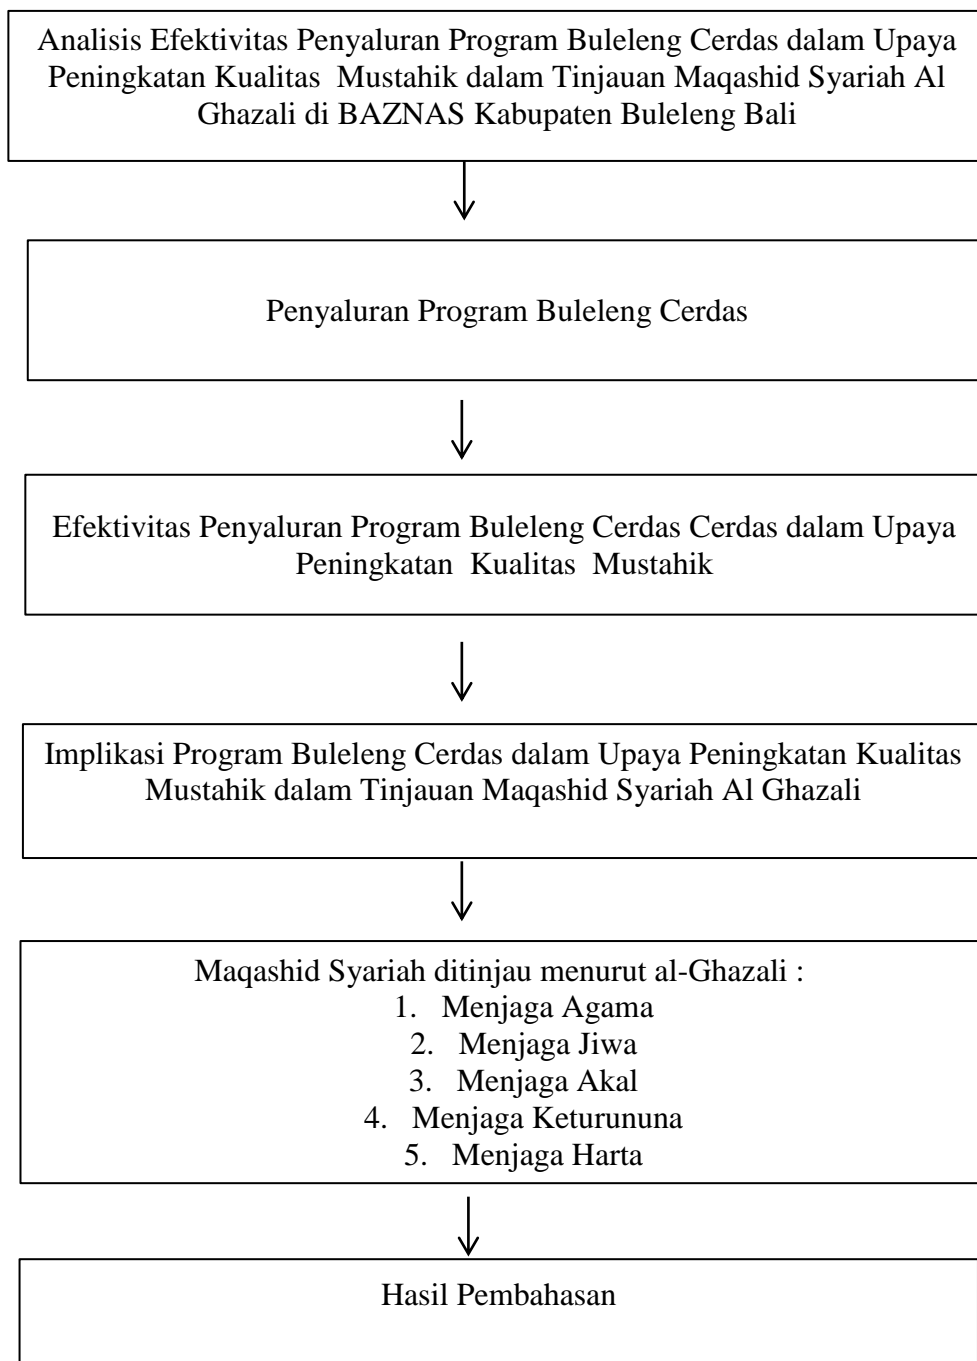 Analisis Efektivitas Penyaluran Program Buleleng Cerdas dalam Upaya
Peningkatan Kualitas Mustahik dalam Tinjauan Maqashid Syariah Al
Ghazali di BAZNAS Kabupaten Buleleng Bali
Penyaluran Program Buleleng Cerdas
Efektivitas Penyaluran Program Buleleng Cerdas Cerdas dalam Upaya
Peningkatan Kualitas Mustahik
Implikasi Program Buleleng Cerdas dalam Upaya Peningkatan Kualitas
Mustahik dalam Tinjauan Maqashid Syariah Al Ghazali
Maqashid Syariah ditinjau menurut al-Ghazali :
1. Menjaga Agama
2. Menjaga Jiwa
3. Menjaga Akal
4. Menjaga Keturununa
5. Menjaga Harta
Hasil Pembahasan